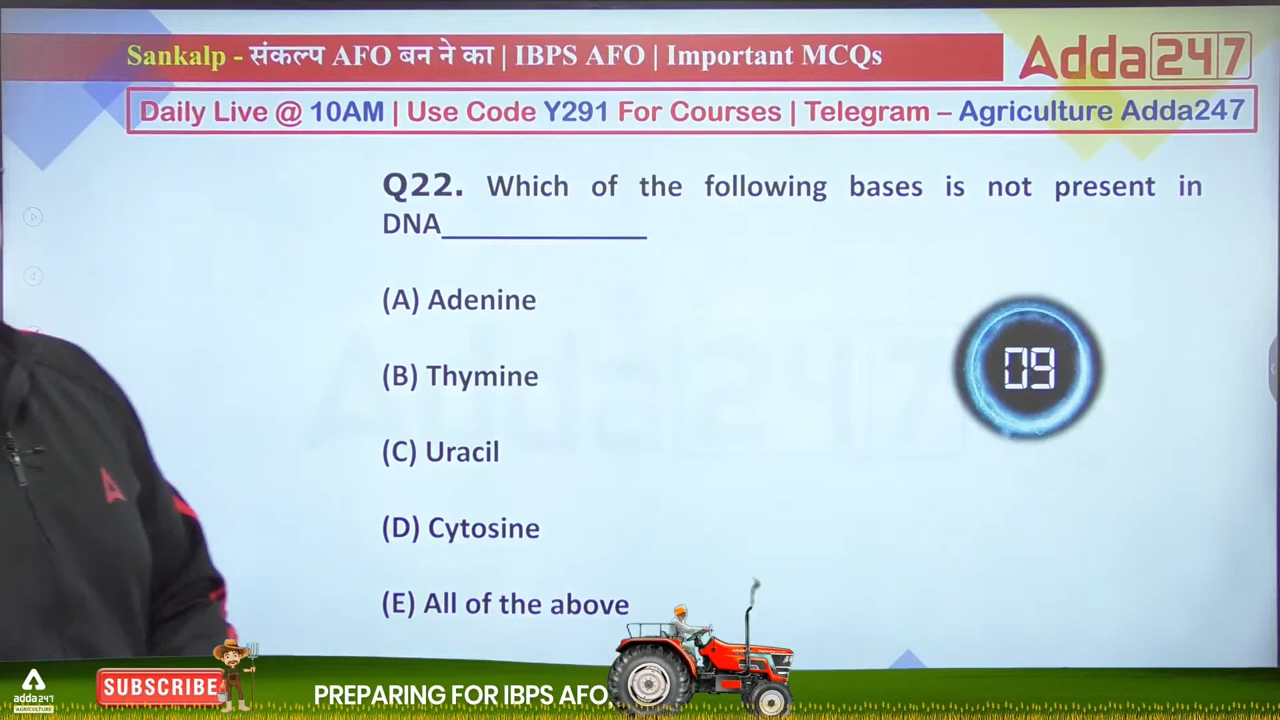 Sankalp - संकल्प AFO बन ने का | IBPS AFO | Important MCQs
Adda247
Daily Live @ 10AM | Use Code Y291 For Courses | Telegram – Agriculture Adda247
Q22. Which of the following bases is not present in
DNA_____________
(A) Adenine
09
(B) Thymine
(C) Uracil
(D) Cytosine
(E) All of the above
adda247
AGRICULTURE
SUBSCRIBE
PREPARING FOR IBPS AFO,